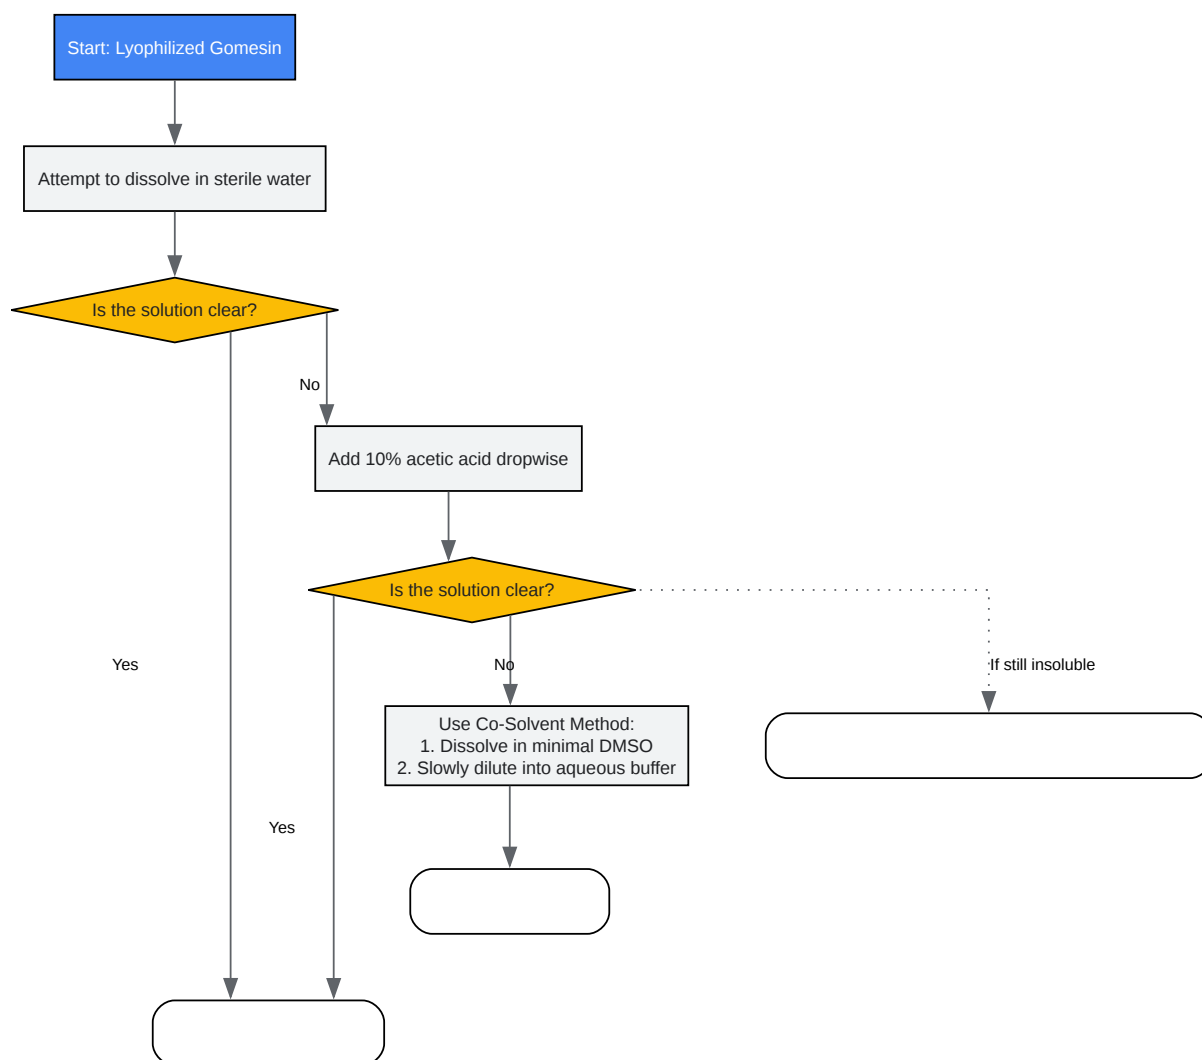 Start: Lyophilized Gomesin
Attempt to dissolve in sterile water
Is the solution clear?
No
Add 10% acetic acid dropwise
Is the solution clear?
Yes
No
If still insoluble
Use Co-Solvent Method:
1. Dissolve in minimal DMSO
2. Slowly dilute into aqueous buffer
Yes